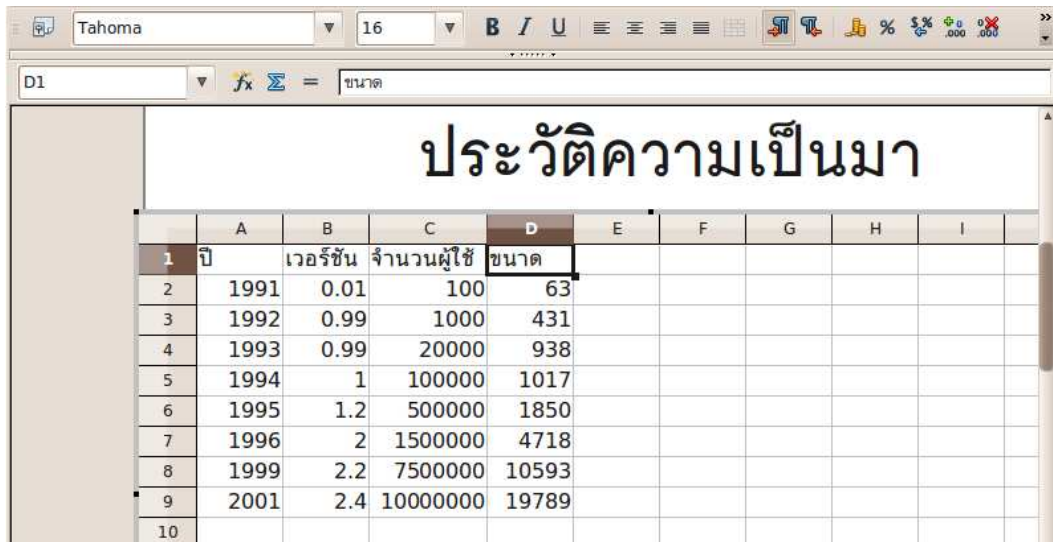 Tahoma 16 B I U % $% .000 .000
D1 fx Σ = ขนาด
ประวัติความเป็นมา
A B C D E F G H I
1 ปี เวอร์ชัน จำนวนผู้ใช้ ขนาด
2 1991 0.01 100 63
3 1992 0.99 1000 431
4 1993 0.99 20000 938
5 1994 1 100000 1017
6 1995 1.2 500000 1850
7 1996 2 1500000 4718
8 1999 2.2 7500000 10593
9 2001 2.4 10000000 19789
10